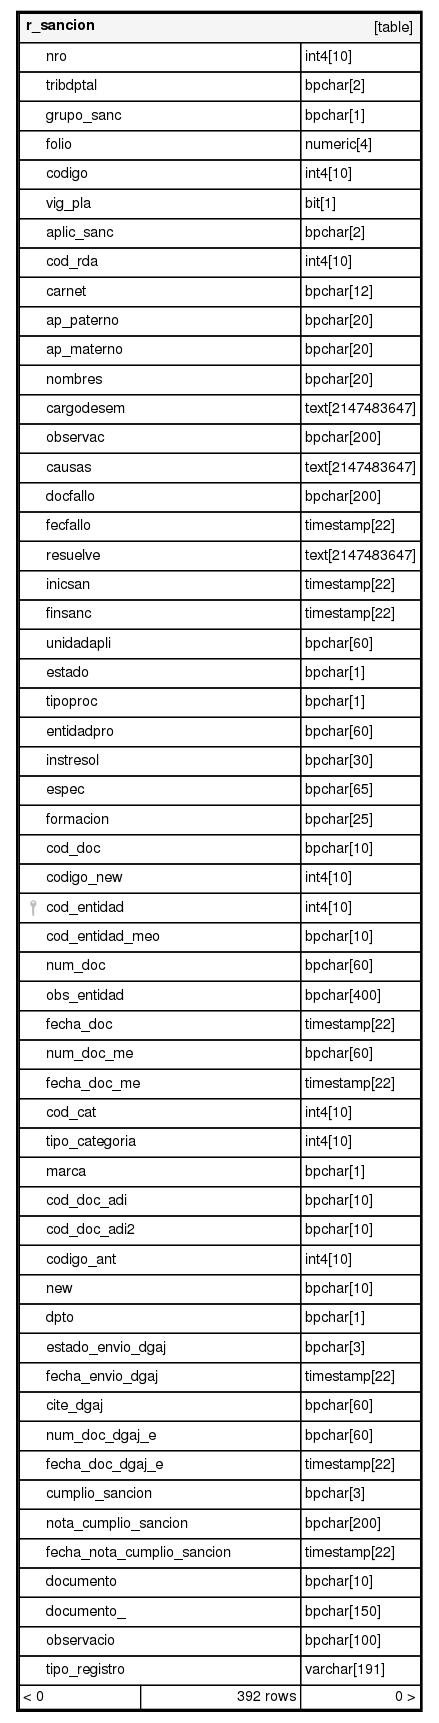 r_sancion [table]
nro int4[10]
tribdptal bpchar[2]
grupo_sanc bpchar[1]
folio numeric[4]
codigo int4[10]
vig_pla bit[1]
aplic_sanc bpchar[2]
cod_rda int4[10]
carnet bpchar[12]
ap_paterno bpchar[20]
ap_materno bpchar[20]
nombres bpchar[20]
cargodesem text[2147483647]
observac bpchar[200]
causas text[2147483647]
docfallo bpchar[200]
fecfallo timestamp[22]
resuelve text[2147483647]
inicsan timestamp[22]
finsanc timestamp[22]
unidadapli bpchar[60]
estado bpchar[1]
tipoproc bpchar[1]
entidadpro bpchar[60]
instresol bpchar[30]
espec bpchar[65]
formacion bpchar[25]
cod_doc bpchar[10]
codigo_new int4[10]
cod_entidad int4[10]
cod_entidad_meo bpchar[10]
num_doc bpchar[60]
obs_entidad bpchar[400]
fecha_doc timestamp[22]
num_doc_me bpchar[60]
fecha_doc_me timestamp[22]
cod_cat int4[10]
tipo_categoria int4[10]
marca bpchar[1]
cod_doc_adi bpchar[10]
cod_doc_adi2 bpchar[10]
codigo_ant int4[10]
new bpchar[10]
dpto bpchar[1]
estado_envio_dgaj bpchar[3]
fecha_envio_dgaj timestamp[22]
cite_dgaj bpchar[60]
num_doc_dgaj_e bpchar[60]
fecha_doc_dgaj_e timestamp[22]
cumplio_sancion bpchar[3]
nota_cumplio_sancion bpchar[200]
fecha_nota_cumplio_sancion timestamp[22]
documento bpchar[10]
documento_ bpchar[150]
observacio bpchar[100]
tipo_registro varchar[191]
< 0 392 rows 0 >